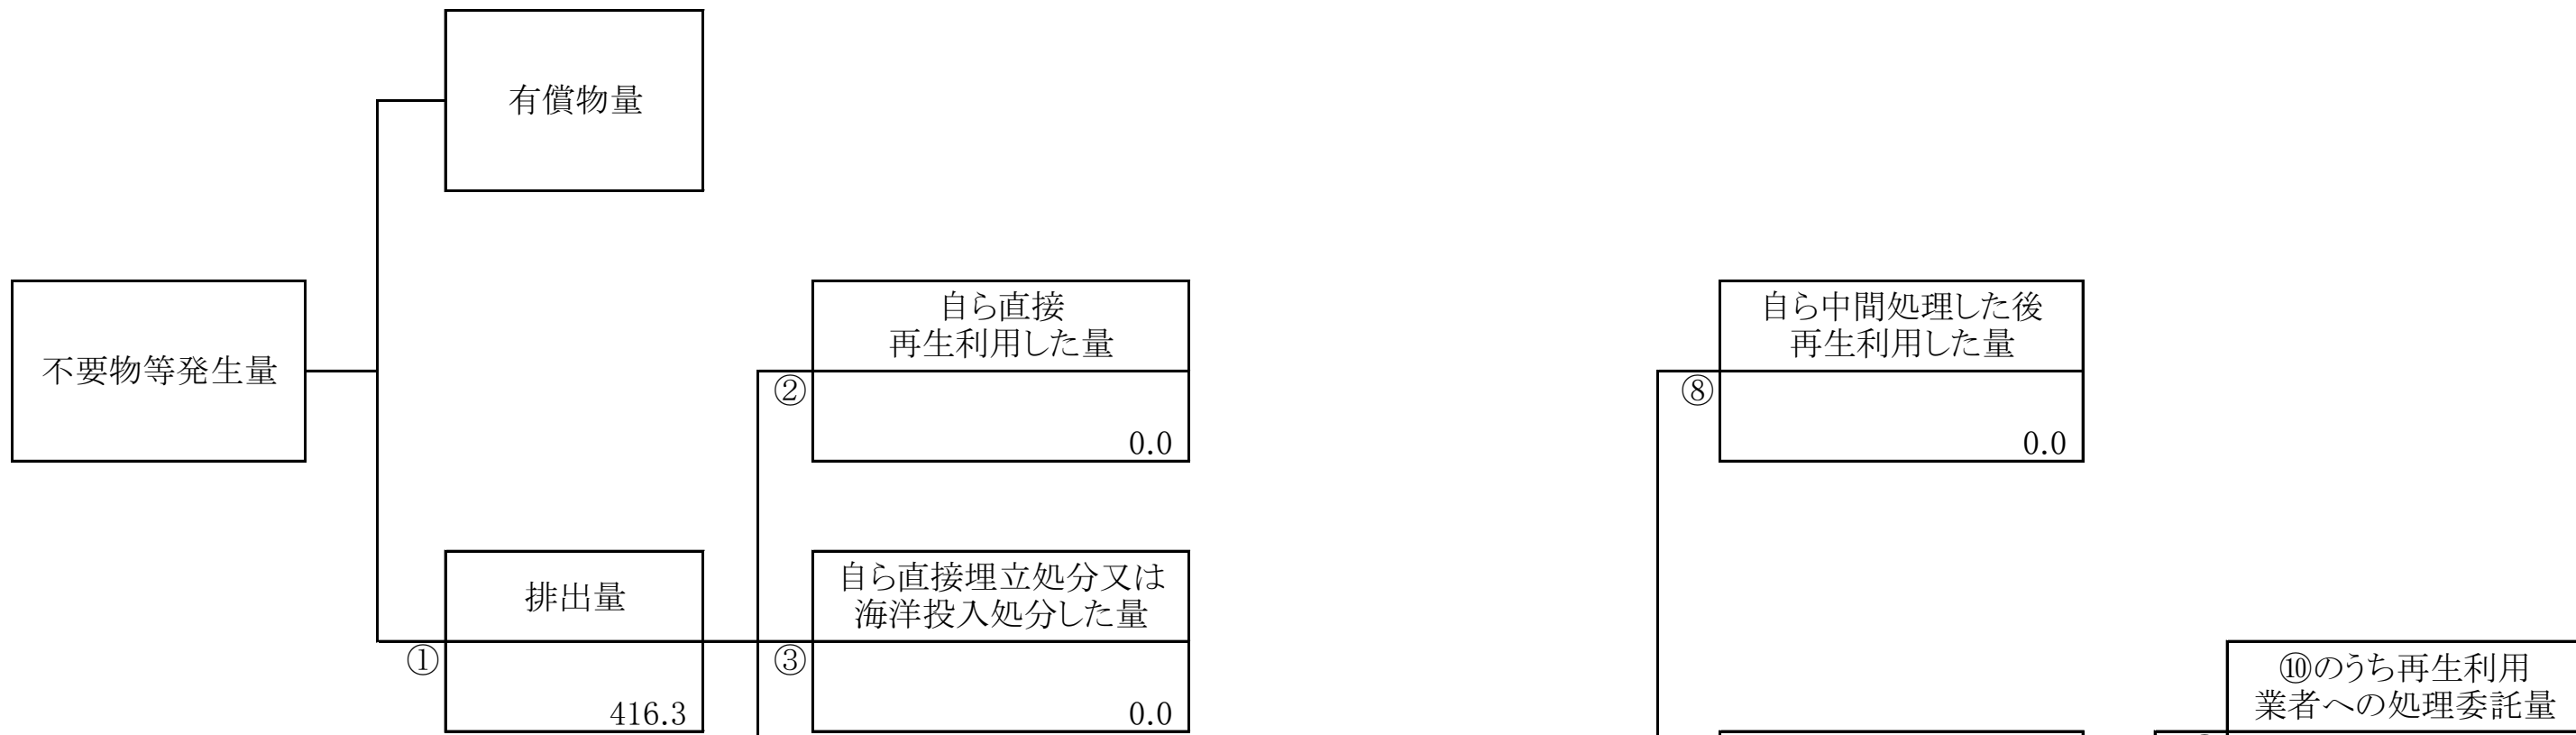 有償物量
不要物等発生量
自ら直接
再生利用した量
②
0.0
自ら中間処理した後
再生利用した量
⑧
0.0
排出量
①
416.3
自ら直接埋立処分又は
海洋投入処分した量
③
0.0
⑩のうち再生利用
業者への処理委託量